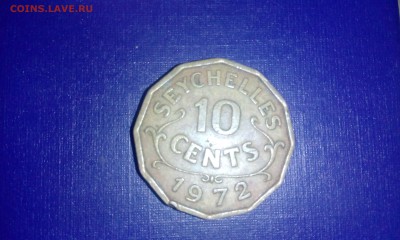 COINS.LAVE.RU
SEYCHELLES
10
CENTS
1972